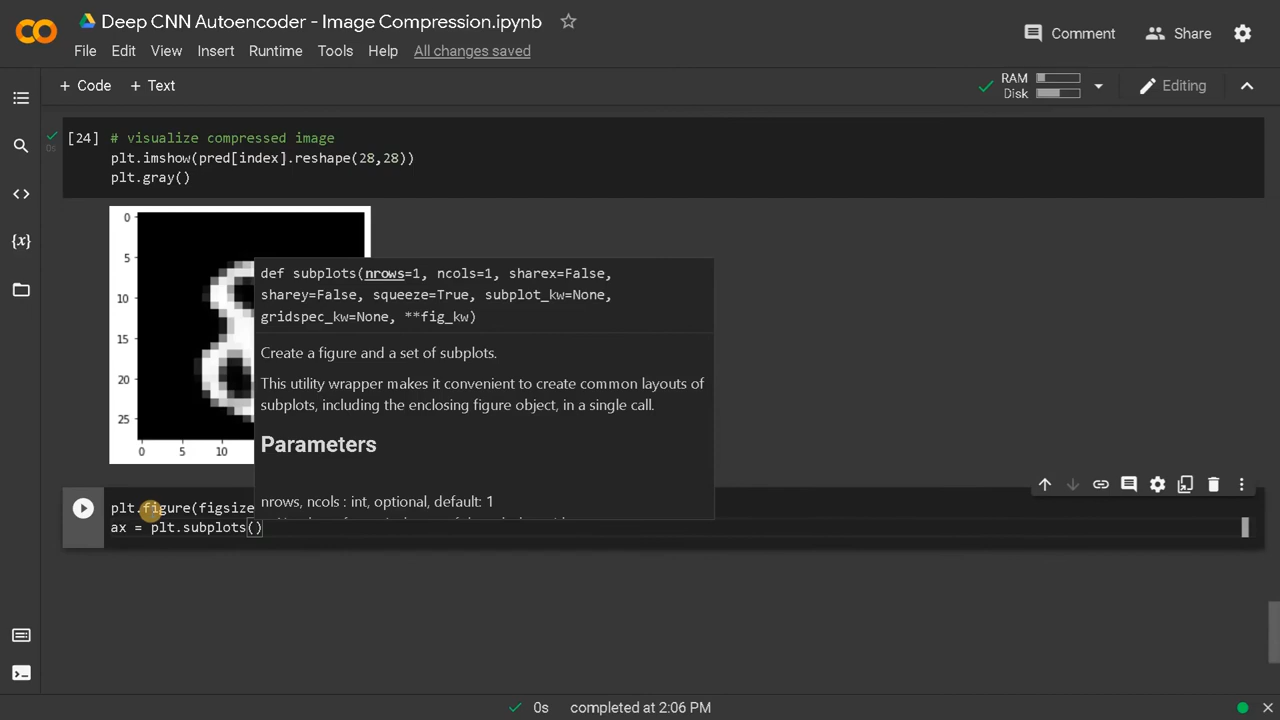 Deep CNN Autoencoder - Image Compression.ipynb
File Edit View Insert Runtime Tools Help All changes saved
Comment Share
+ Code + Text
RAM
Disk
Editing
[24] # visualize compressed image
0s
plt.imshow(pred[index].reshape(28,28))
plt.gray()
0
5
10
15
20
25
0 5 10
def subplots(nrows=1, ncols=1, sharex=False,
sharey=False, squeeze=True, subplot_kw=None,
gridspec_kw=None, **fig_kw)
Create a figure and a set of subplots.
This utility wrapper makes it convenient to create common layouts of
subplots, including the enclosing figure object, in a single call.
Parameters
nrows, ncols : int, optional, default: 1
plt.figure(figsize
ax = plt.subplots()
0s completed at 2:06 PM